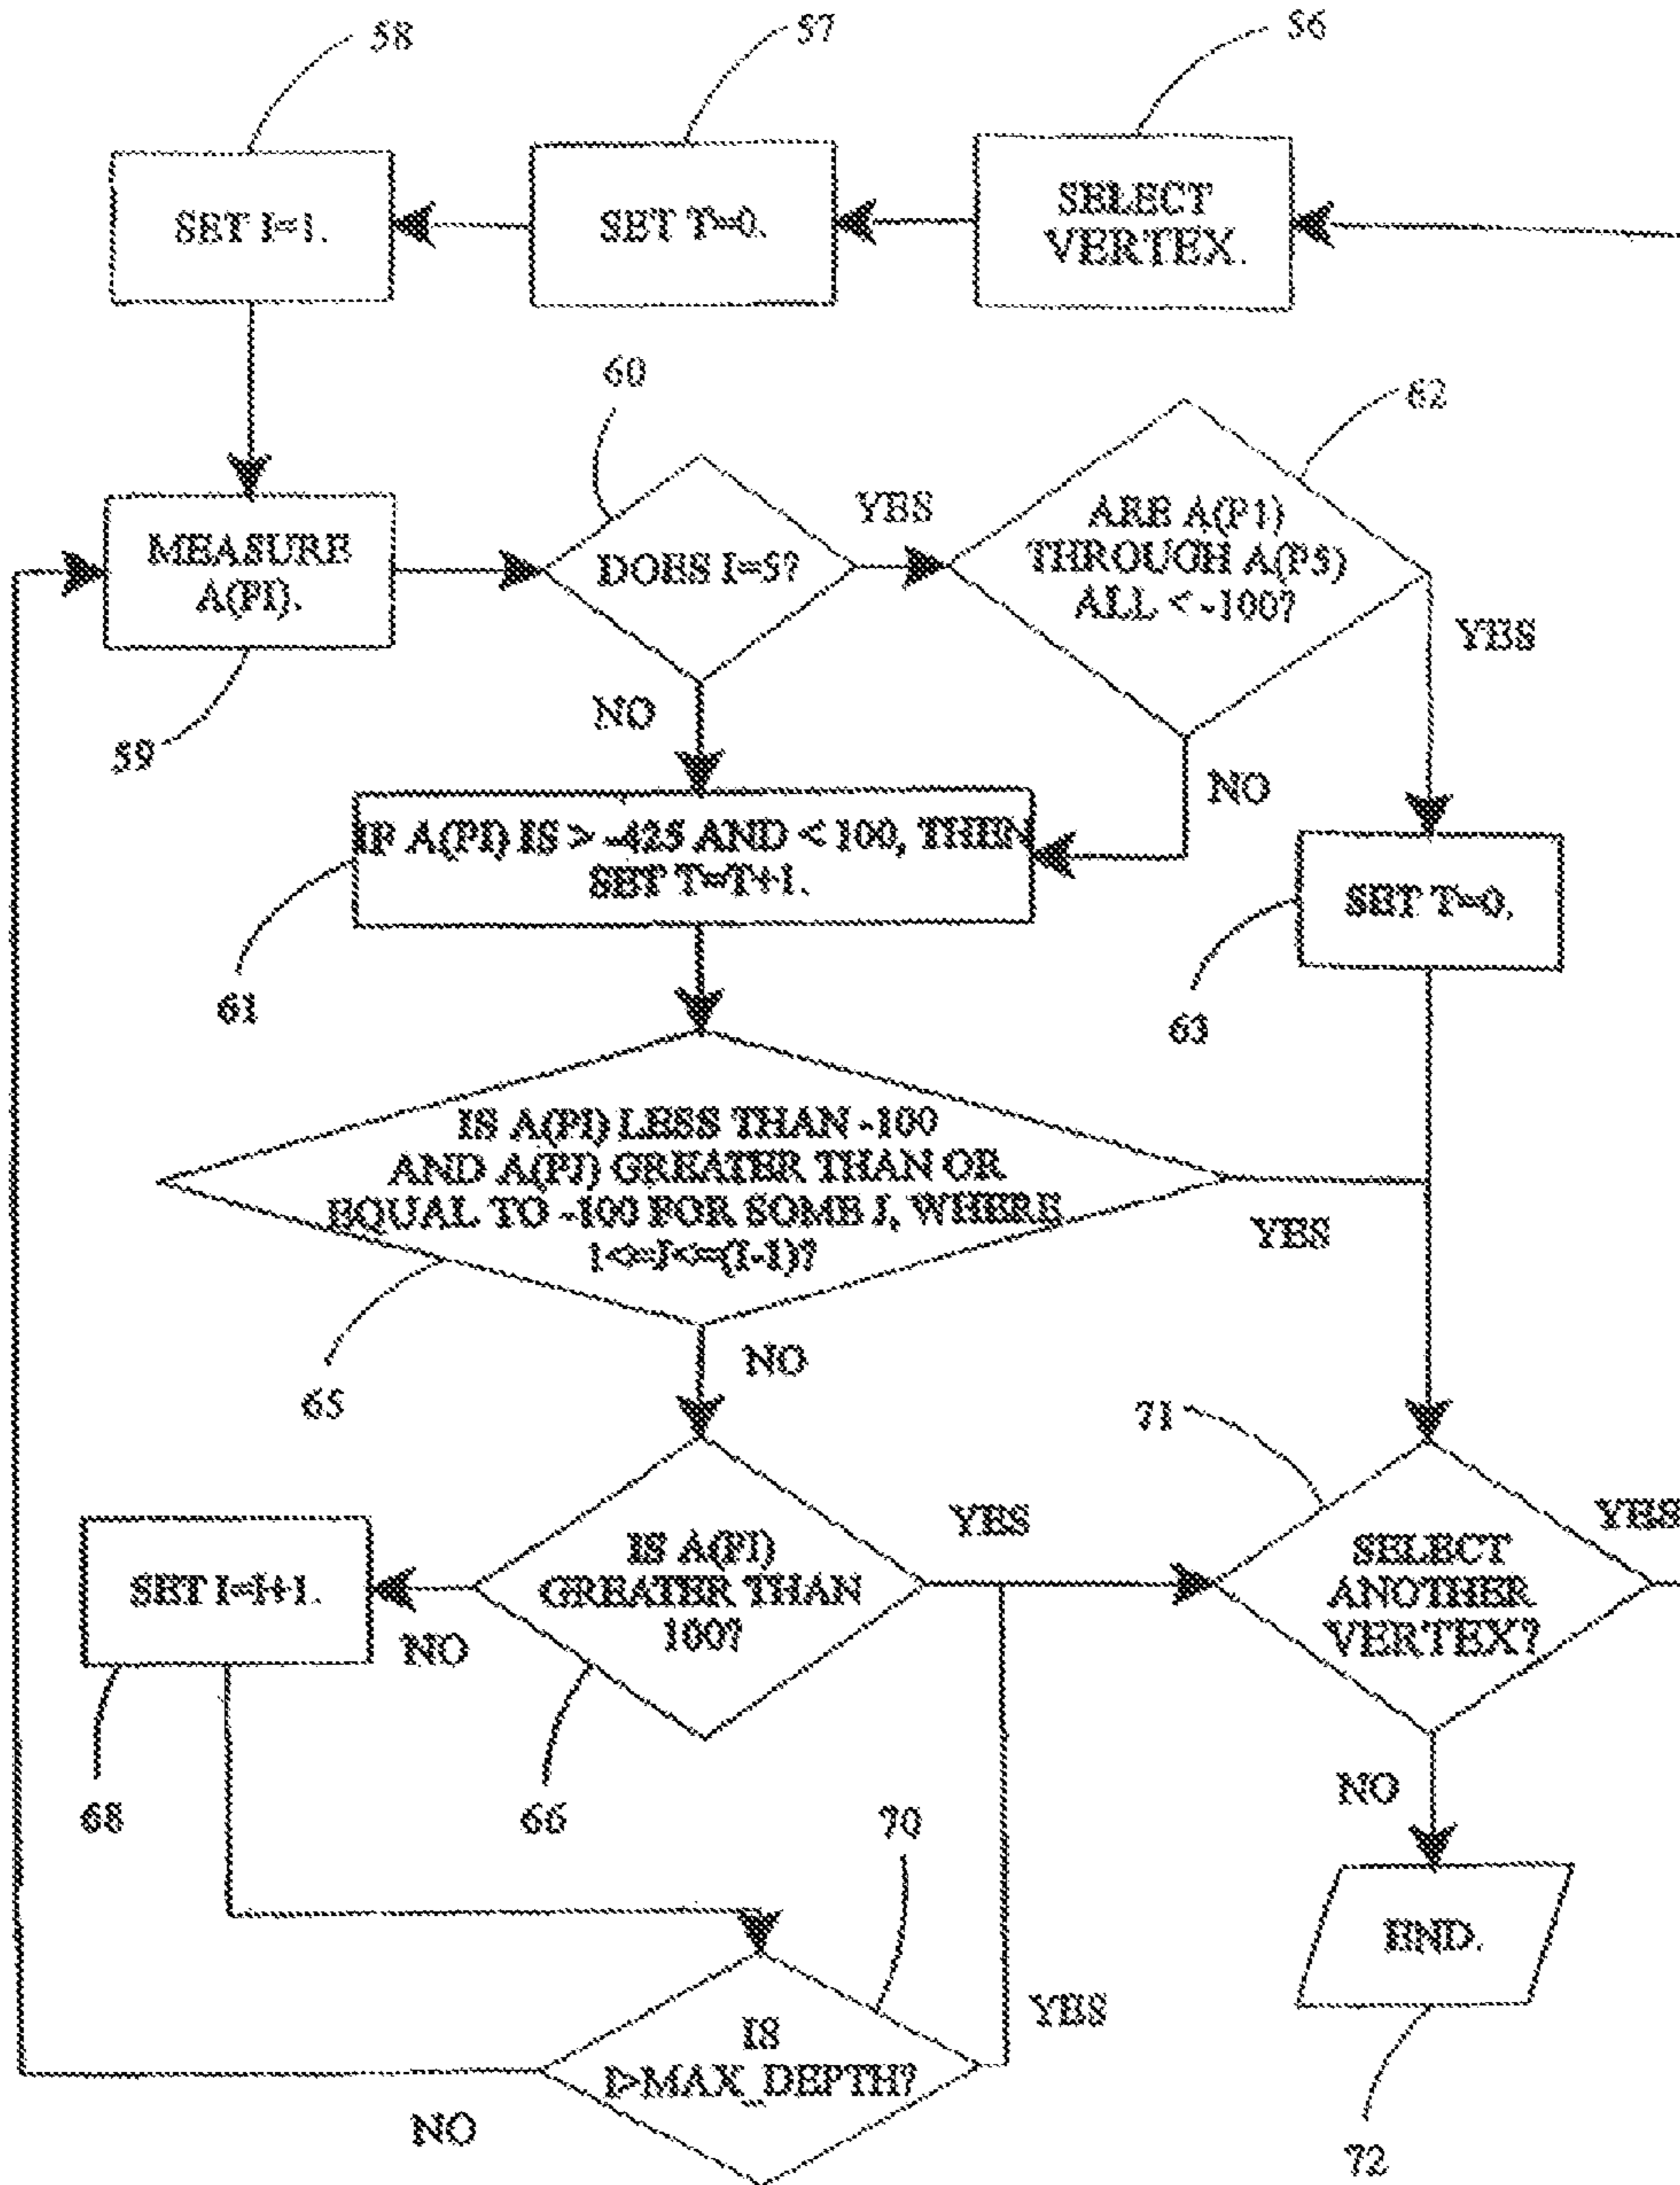 58
57
56
SET I=1.
SET T=0.
SELECT
VERTEX.
60
62
MEASURE
A(PI).
DOES I=5?
YES
ARE A(P1)
THROUGH A(P5)
ALL < -100?
YES
59
NO
NO
IF A(PI) IS > -425 AND < 100, THEN
SET T=T+1.
SET T=0.
61
63
IS A(PI) LESS THAN -100
AND A(PJ) GREATER THAN OR
EQUAL TO -100 FOR SOME J, WHERE
1<=J<=(I-1)?
YES
65
NO
71
SET I=I+1.
NO
IS A(PI)
GREATER THAN
100?
YES
SELECT
ANOTHER
VERTEX?
YES
68
66
70
NO
END.
IS
I>MAX_DEPTH?
YES
NO
72